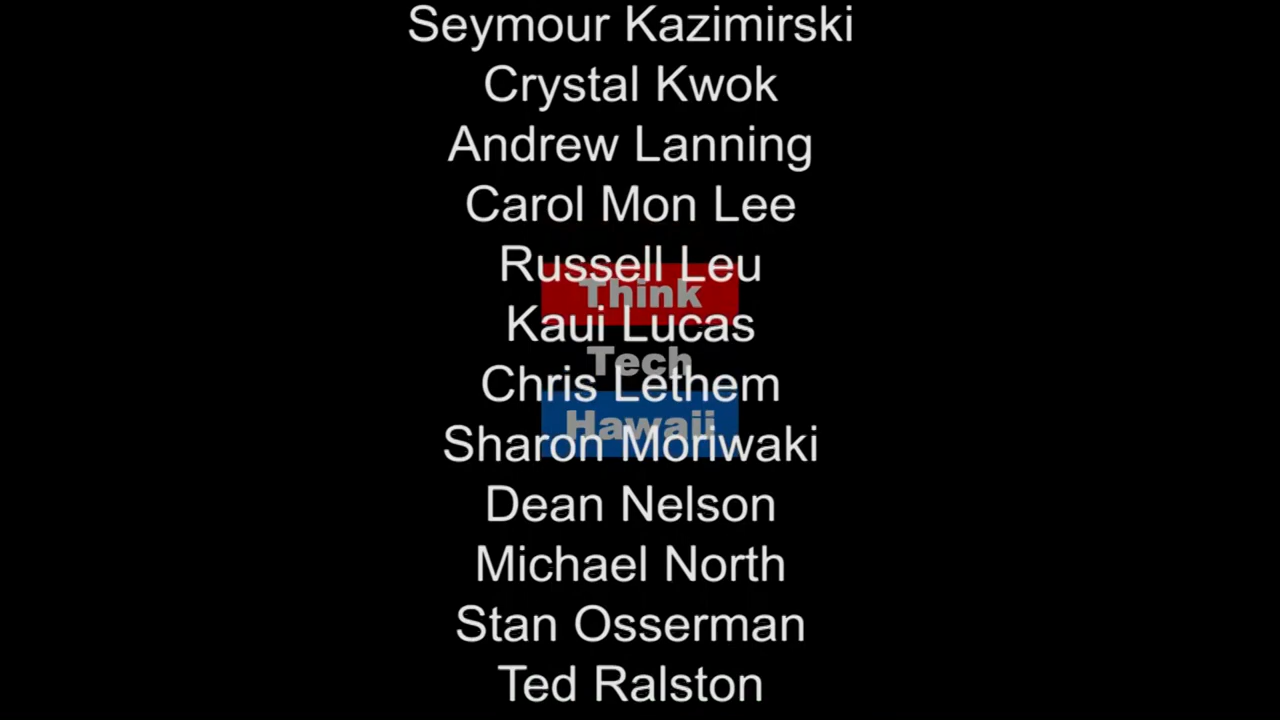 Seymour Kazimirski
Crystal Kwok
Andrew Lanning
Carol Mon Lee
Russell Leu
Think
Kaui Lucas
Tech
Chris Lethem
Hawaii
Sharon Moriwaki
Dean Nelson
Michael North
Stan Osserman
Ted Ralston